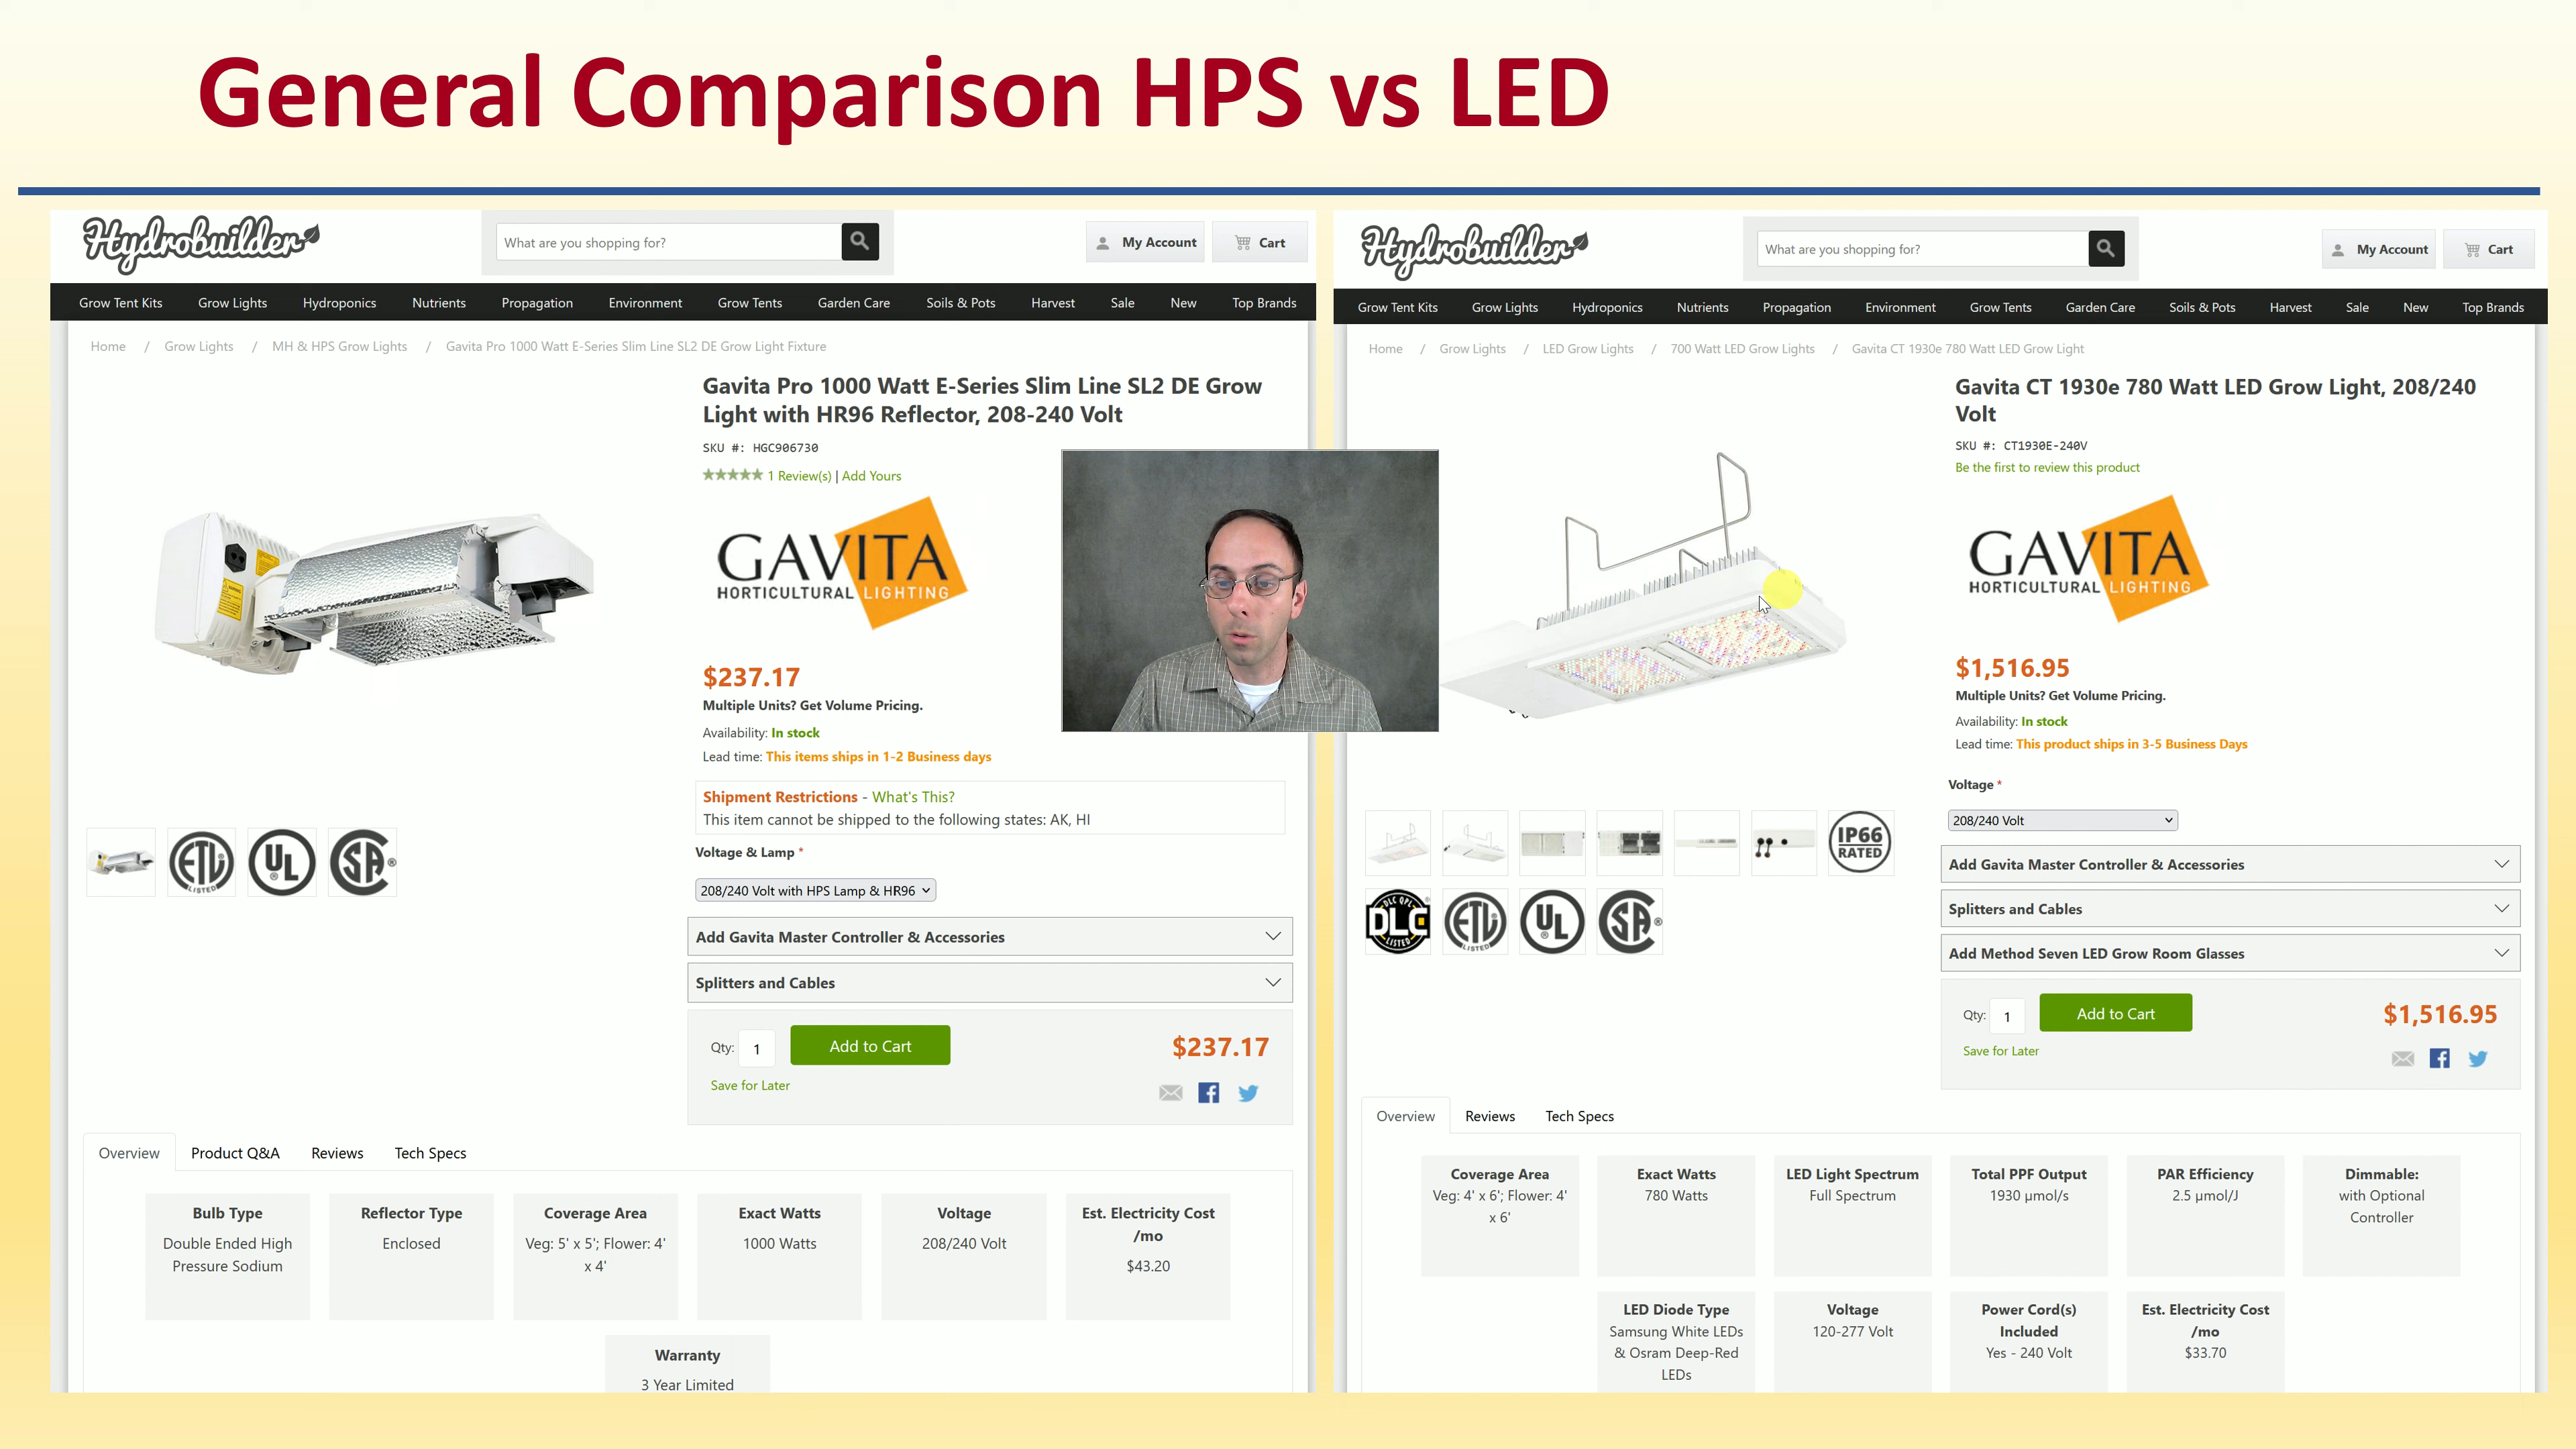 General Comparison HPS vs LED
Hydrobuilder
What are you shopping for?
My Account
Cart
Grow Tent Kits Grow Lights Hydroponics Nutrients Propagation Environment Grow Tents Garden Care Soils & Pots Harvest Sale New Top Brands
Home / Grow Lights / MH & HPS Grow Lights / Gavita Pro 1000 Watt E-Series Slim Line SL2 DE Grow Light Fixture
Gavita Pro 1000 Watt E-Series Slim Line SL2 DE Grow
Light with HR96 Reflector, 208-240 Volt
SKU #: HGC906730
1 Review(s) | Add Yours
GAVITA
HORTICULTURAL LIGHTING
$237.17
Multiple Units? Get Volume Pricing.
Availability: In stock
Lead time: This items ships in 1-2 Business days
Shipment Restrictions - What's This?
This item cannot be shipped to the following states: AK, HI
Voltage & Lamp *
208/240 Volt with HPS Lamp & HR96
ETL
LISTED
UL
®
SA
®
Add Gavita Master Controller & Accessories
Splitters and Cables
Qty: 1
Add to Cart
$237.17
Save for Later
Overview Product Q&A Reviews Tech Specs
Bulb Type
Double Ended High
Pressure Sodium
Reflector Type
Enclosed
Coverage Area
Veg: 5' x 5'; Flower: 4'
x 4'
Exact Watts
1000 Watts
Voltage
208/240 Volt
Est. Electricity Cost
/mo
$43.20
Warranty
3 Year Limited
Hydrobuilder
What are you shopping for?
My Account
Cart
Grow Tent Kits Grow Lights Hydroponics Nutrients Propagation Environment Grow Tents Garden Care Soils & Pots Harvest Sale New Top Brands
Home / Grow Lights / LED Grow Lights / 700 Watt LED Grow Lights / Gavita CT 1930e 780 Watt LED Grow Light
Gavita CT 1930e 780 Watt LED Grow Light, 208/240
Volt
SKU #: CT1930E-240V
Be the first to review this product
GAVITA
HORTICULTURAL LIGHTING
$1,516.95
Multiple Units? Get Volume Pricing.
Availability: In stock
Lead time: This product ships in 3-5 Business Days
Voltage *
208/240 Volt
IP66
RATED
DLC QPL
DLC
LISTED
ETL
LISTED
UL
®
SA
®
Add Gavita Master Controller & Accessories
Splitters and Cables
Add Method Seven LED Grow Room Glasses
Qty: 1
Add to Cart
$1,516.95
Save for Later
Overview Reviews Tech Specs
Coverage Area
Veg: 4' x 6'; Flower: 4'
x 6'
Exact Watts
780 Watts
LED Light Spectrum
Full Spectrum
Total PPF Output
1930 μmol/s
PAR Efficiency
2.5 μmol/J
Dimmable:
with Optional
Controller
LED Diode Type
Samsung White LEDs
& Osram Deep-Red
LEDs
Voltage
120-277 Volt
Power Cord(s)
Included
Yes - 240 Volt
Est. Electricity Cost
/mo
$33.70